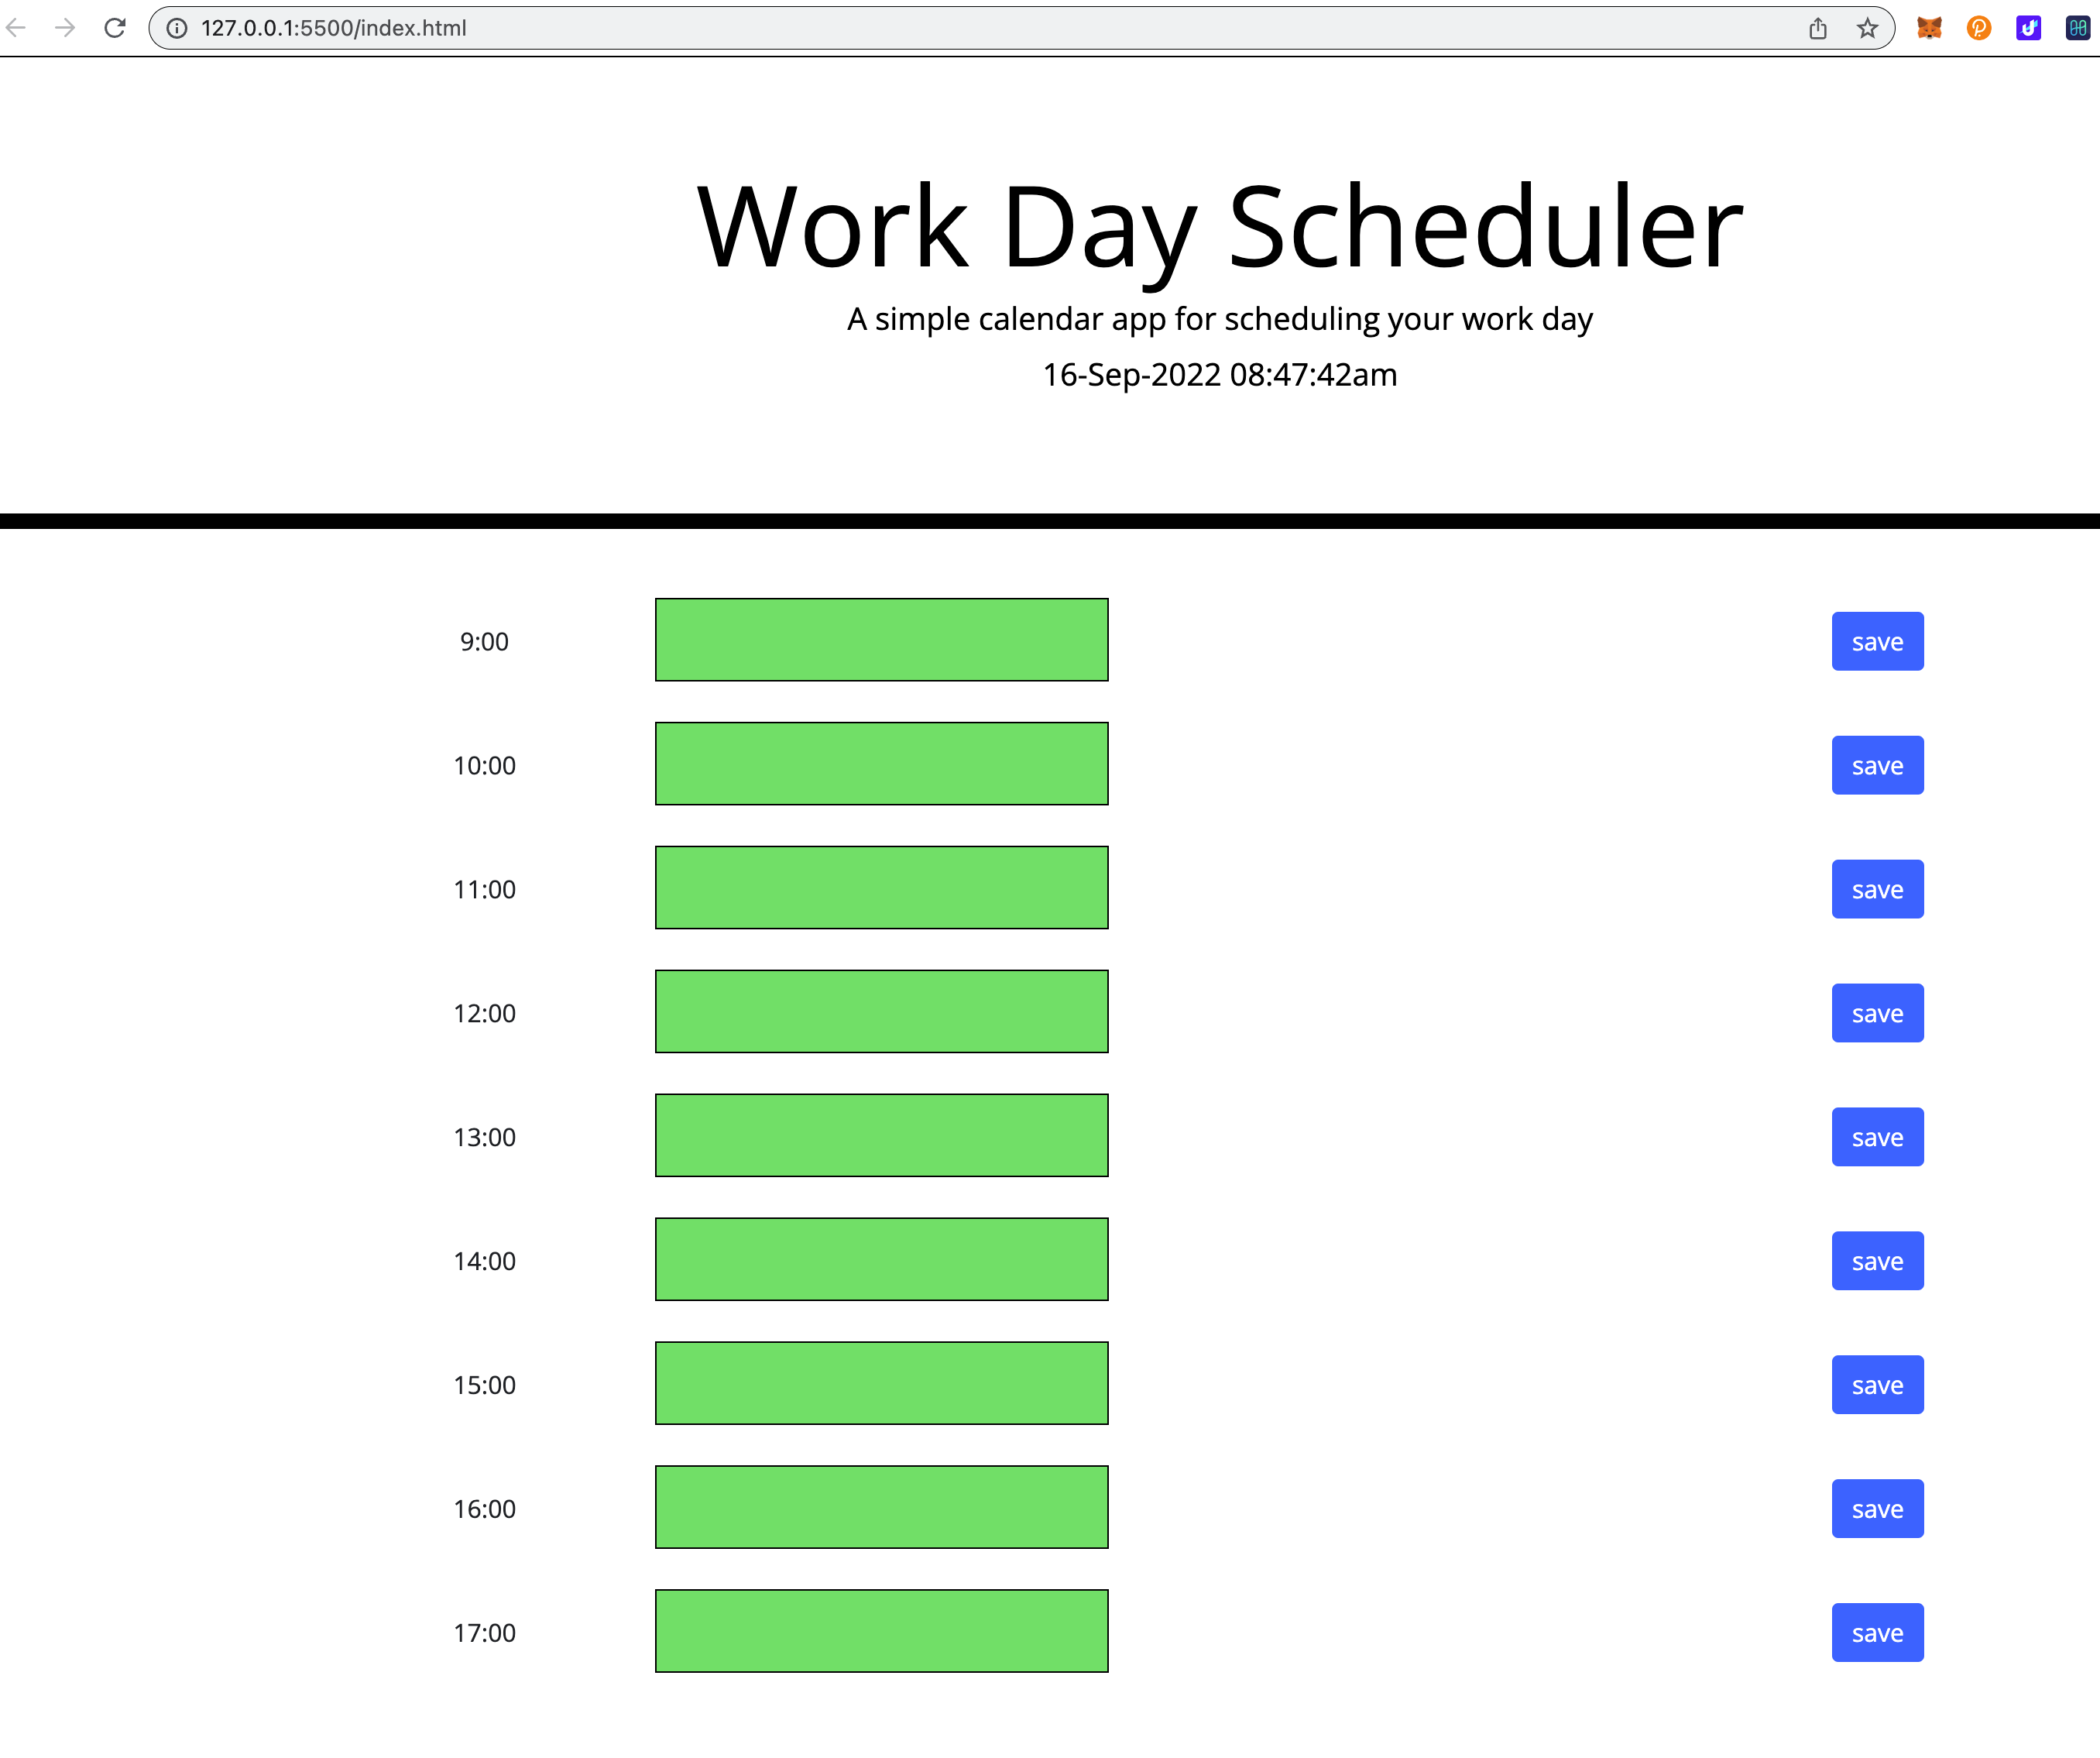 127.0.0.1:5500/index.html
Work Day Scheduler
A simple calendar app for scheduling your work day
16-Sep-2022 08:47:42am
9:00 save
10:00 save
11:00 save
12:00 save
13:00 save
14:00 save
15:00 save
16:00 save
17:00 save